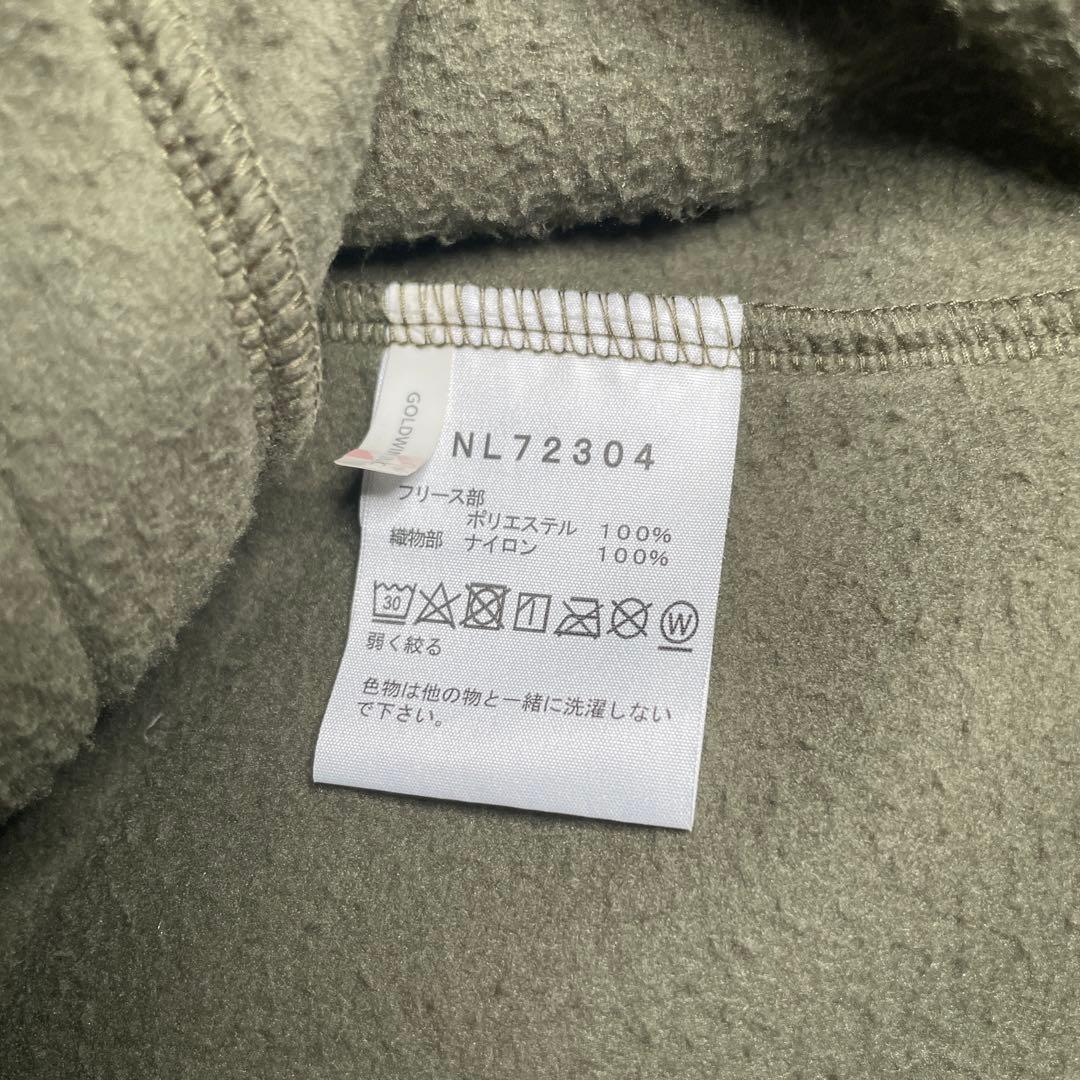 GOLDWIN
NL72304
フリース部
ポリエステル 100%
織物部 ナイロン 100%
30 W
弱く絞る
色物は他の物と一緒に洗濯しない
で下さい。